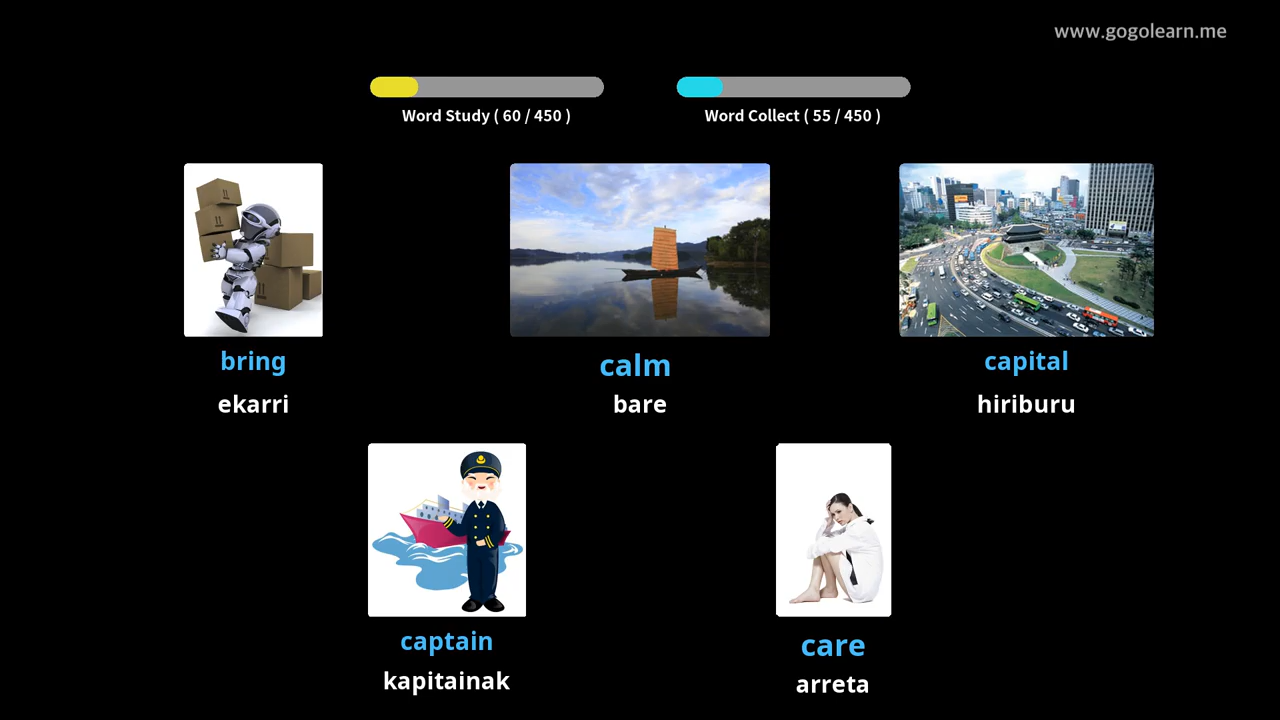 www.gogolearn.me
Word Study ( 60 / 450 )
Word Collect ( 55 / 450 )
bring
ekarri
calm
bare
capital
hiriburu
captain
kapitainak
care
arreta